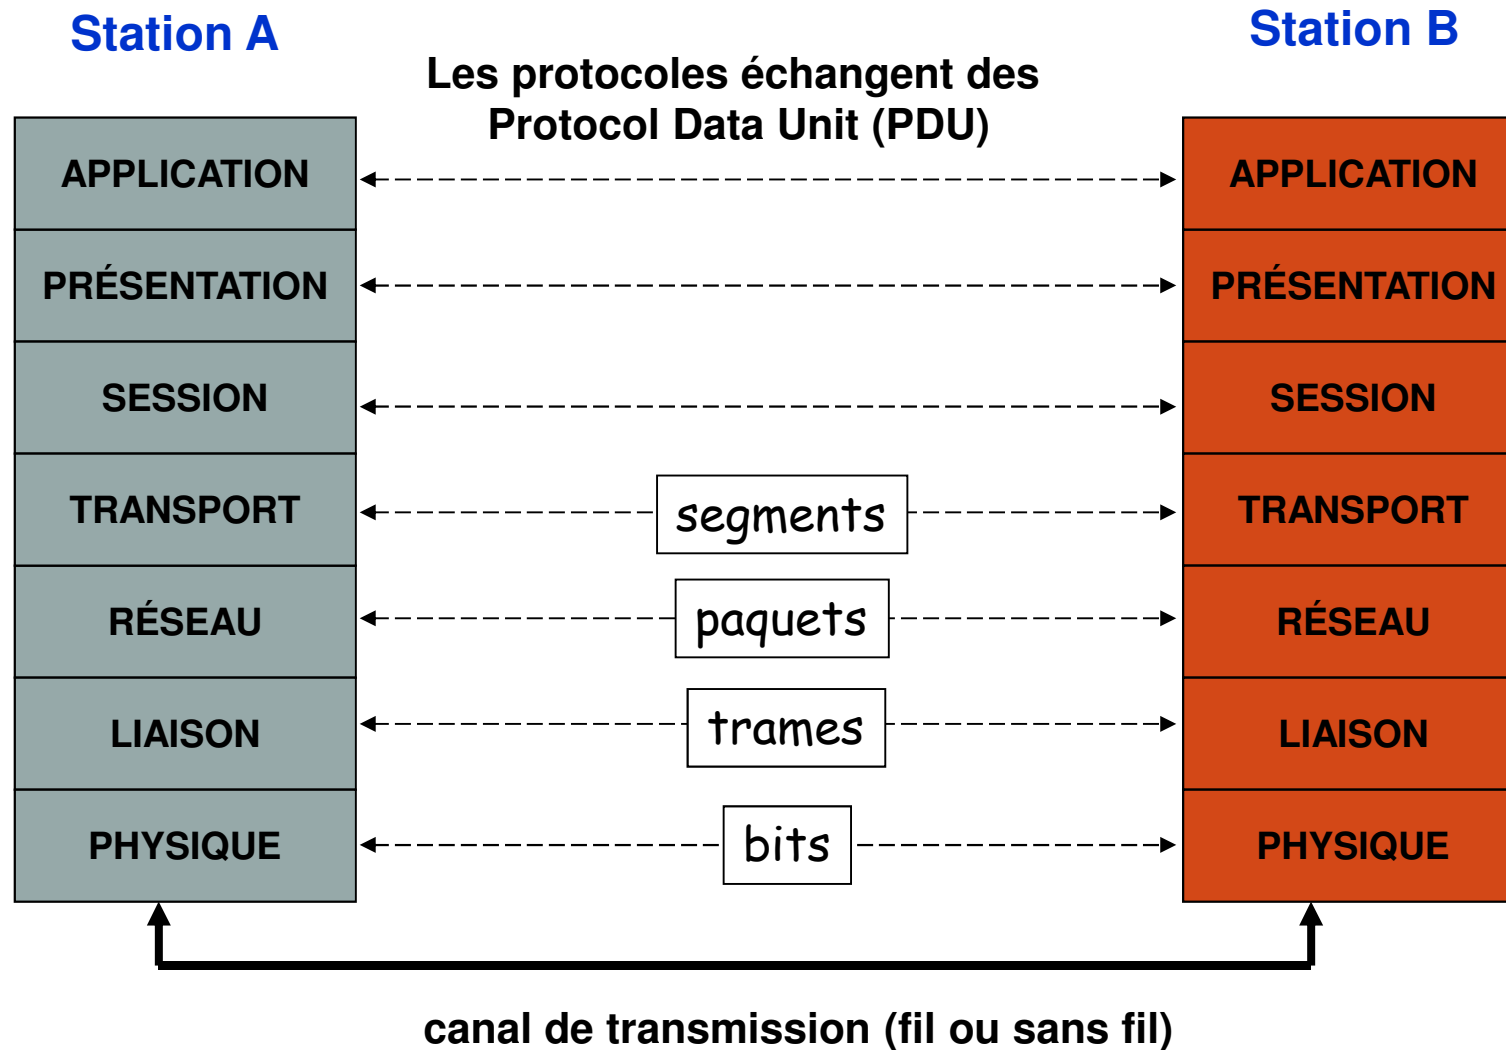 Station A
Station B
Les protocoles échangent des
Protocol Data Unit (PDU)
APPLICATION
APPLICATION
PRÉSENTATION
PRÉSENTATION
SESSION
SESSION
TRANSPORT
segments
TRANSPORT
RÉSEAU
paquets
RÉSEAU
LIAISON
trames
LIAISON
PHYSIQUE
bits
PHYSIQUE
canal de transmission (fil ou sans fil)